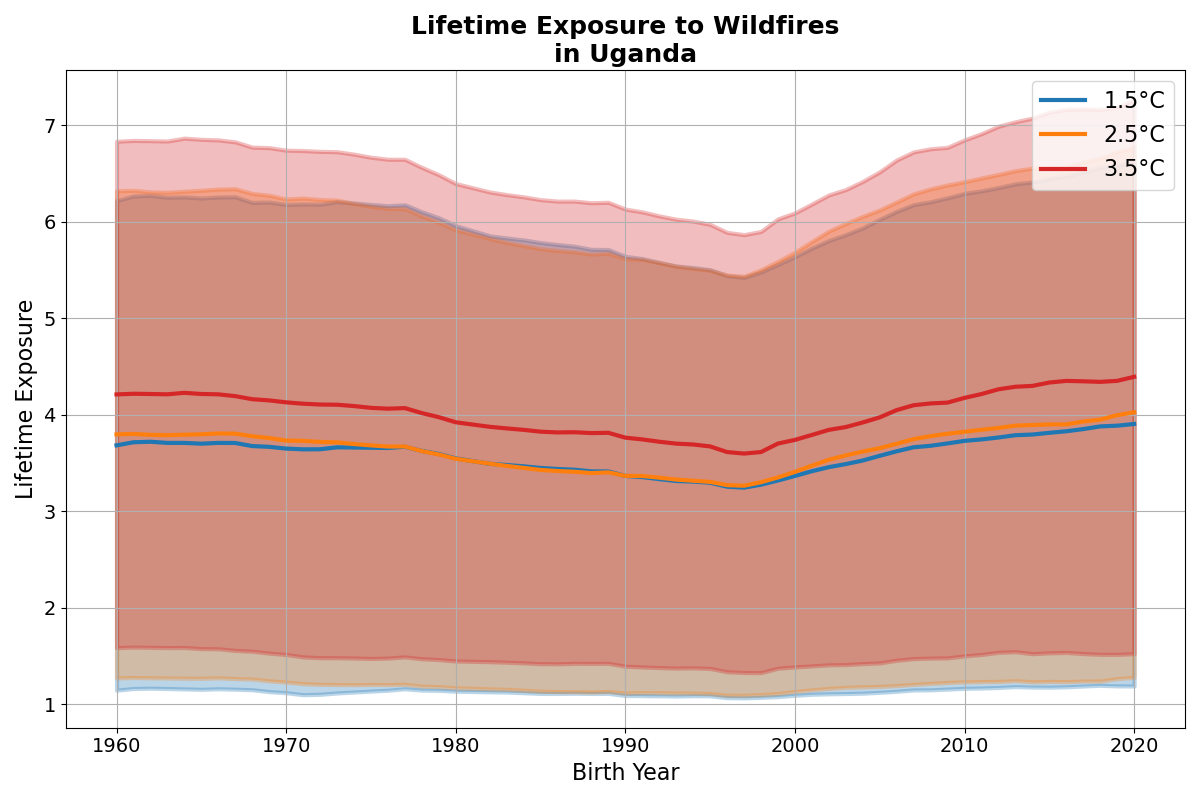 Lifetime Exposure to Wildfires
in Uganda
1.5°C
2.5°C
3.5°C
Lifetime Exposure
7
6
5
4
3
2
1
1960 1970 1980 1990 2000 2010 2020
Birth Year